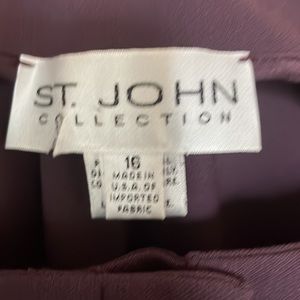 ST. JOHN
COLLECTION
16
MADE IN
U.S.A. OF
IMPORTED
FABRIC